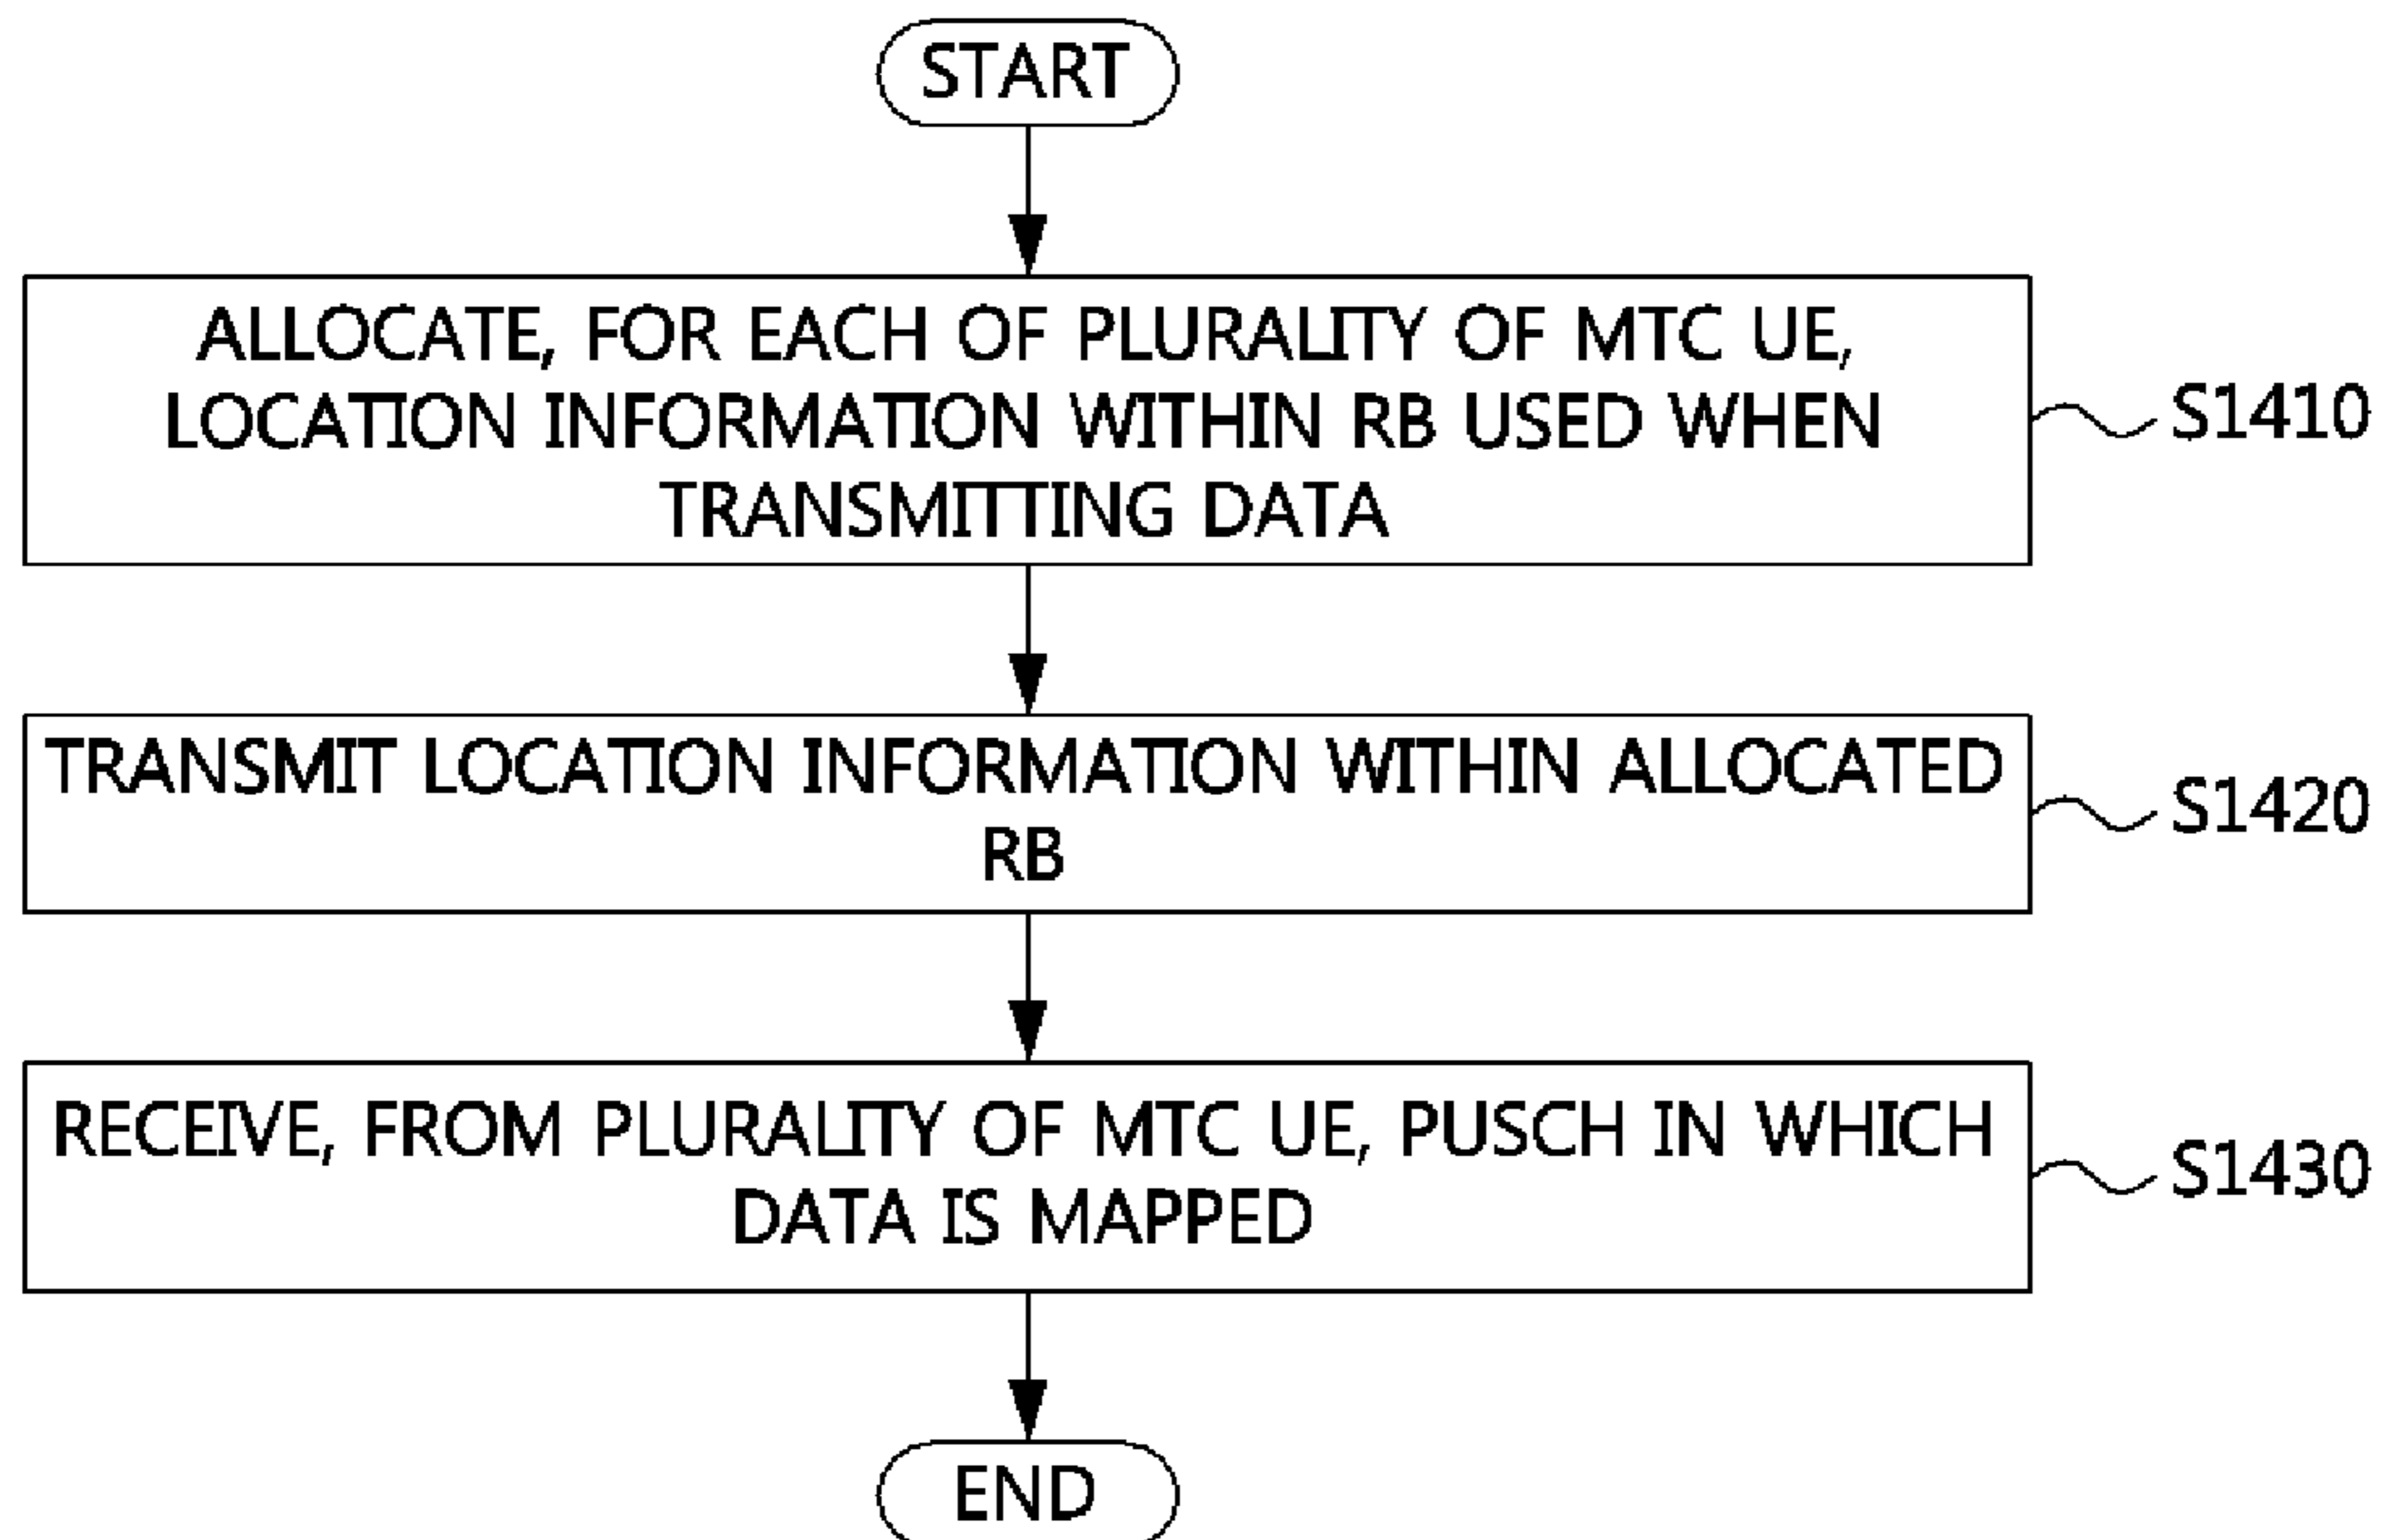 START
ALLOCATE, FOR EACH OF PLURALITY OF MTC UE,
LOCATION INFORMATION WITHIN RB USED WHEN
TRANSMITTING DATA
S1410
TRANSMIT LOCATION INFORMATION WITHIN ALLOCATED
RB
S1420
RECEIVE, FROM PLURALITY OF MTC UE, PUSCH IN WHICH
DATA IS MAPPED
S1430
END